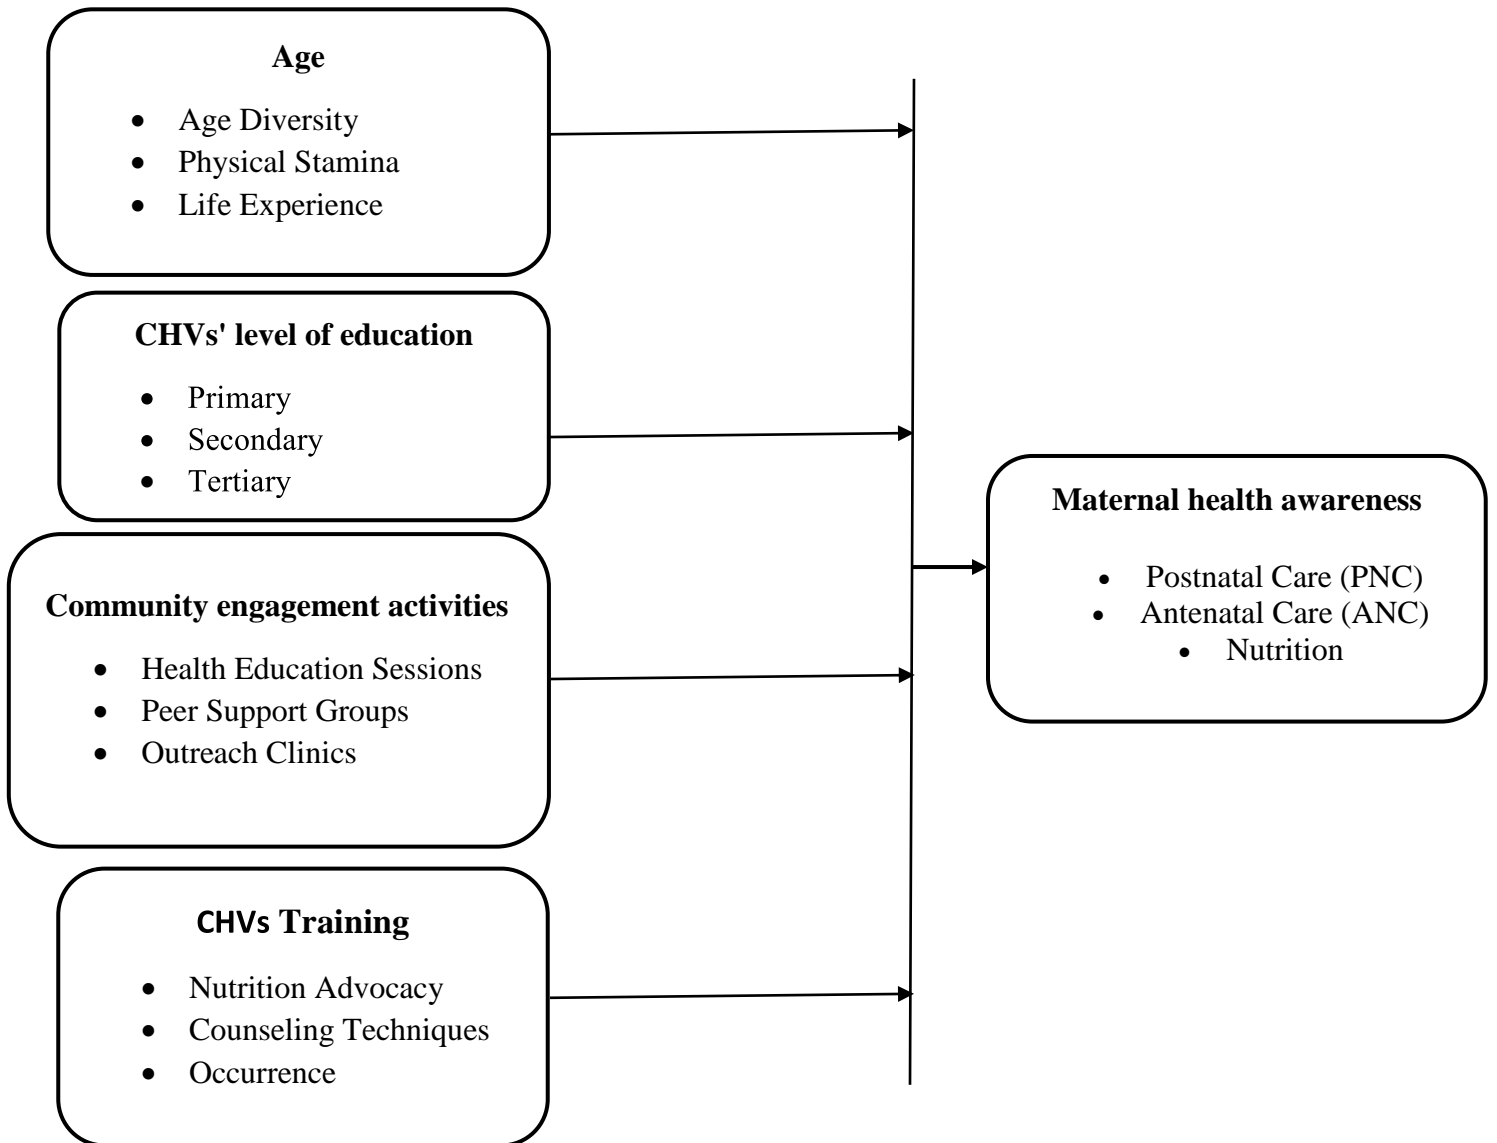 Age
• Age Diversity
• Physical Stamina
• Life Experience
CHVs' level of education
• Primary
• Secondary
• Tertiary
Community engagement activities
• Health Education Sessions
• Peer Support Groups
• Outreach Clinics
CHVs Training
• Nutrition Advocacy
• Counseling Techniques
• Occurrence
Maternal health awareness
• Postnatal Care (PNC)
• Antenatal Care (ANC)
• Nutrition